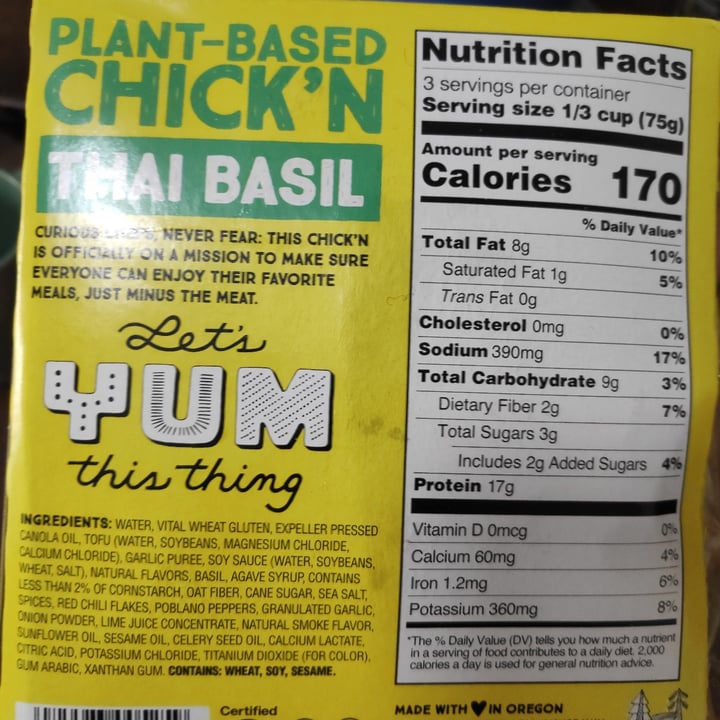 PLANT-BASED
CHICK'N
THAI BASIL
CURIOUS NEVER FEAR: THIS CHICK'N
IS OFFICIALLY ON A MISSION TO MAKE SURE
EVERYONE CAN ENJOY THEIR FAVORITE
MEALS, JUST MINUS THE MEAT.
Let's
YUM
this thing
INGREDIENTS: WATER, VITAL WHEAT GLUTEN, EXPELLER PRESSED
CANOLA OIL, TOFU (WATER, SOYBEANS, MAGNESIUM CHLORIDE,
CALCIUM CHLORIDE), GARLIC PUREE, SOY SAUCE (WATER, SOYBEANS,
WHEAT, SALT), NATURAL FLAVORS, BASIL, AGAVE SYRUP, CONTAINS
LESS THAN 2% OF CORNSTARCH, OAT FIBER, CANE SUGAR, SEA SALT,
SPICES, RED CHILI FLAKES, POBLANO PEPPERS, GRANULATED GARLIC,
ONION POWDER, LIME JUICE CONCENTRATE, NATURAL SMOKE FLAVOR,
SUNFLOWER OIL, SESAME OIL, CELERY SEED OIL, CALCIUM LACTATE,
CITRIC ACID, POTASSIUM CHLORIDE, TITANIUM DIOXIDE (FOR COLOR),
GUM ARABIC, XANTHAN GUM. CONTAINS: WHEAT, SOY, SESAME.
Certified
Nutrition Facts
3 servings per container
Serving size 1/3 cup (75g)
Amount per serving
Calories 170
% Daily Value*
Total Fat 8g 10%
Saturated Fat 1g 5%
Trans Fat 0g
Cholesterol 0mg 0%
Sodium 390mg 17%
Total Carbohydrate 9g 3%
Dietary Fiber 2g 7%
Total Sugars 3g
Includes 2g Added Sugars 4%
Protein 17g
Vitamin D 0mcg 0%
Calcium 60mg 4%
Iron 1.2mg 6%
Potassium 360mg 8%
*The % Daily Value (DV) tells you how much a nutrient
in a serving of food contributes to a daily diet. 2,000
calories a day is used for general nutrition advice.
MADE WITH ♥ IN OREGON